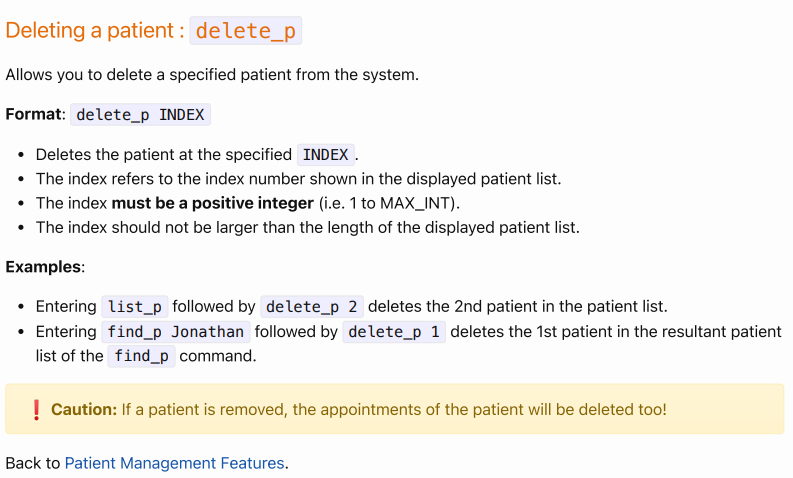 Deleting a patient : delete_p
Allows you to delete a specified patient from the system.
Format: delete_p INDEX
• Deletes the patient at the specified INDEX.
• The index refers to the index number shown in the displayed patient list.
• The index must be a positive integer (i.e. 1 to MAX_INT).
• The index should not be larger than the length of the displayed patient list.
Examples:
• Entering list_p followed by delete_p 2 deletes the 2nd patient in the patient list.
• Entering find_p Jonathan followed by delete_p 1 deletes the 1st patient in the resultant patient
list of the find_p command.
❗ Caution: If a patient is removed, the appointments of the patient will be deleted too!
Back to Patient Management Features.